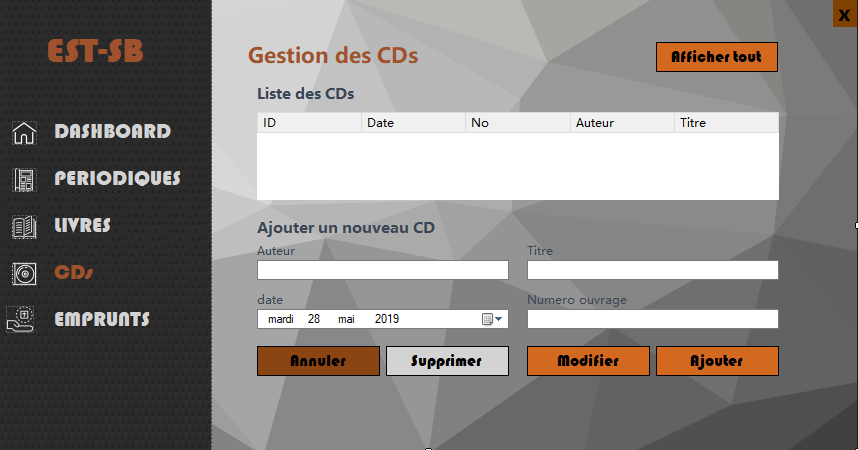 X
EST-SB
Gestion des CDs
Afficher tout
Liste des CDs
ID Date No Auteur Titre
DASHBOARD
PERIODIQUES
LIVRES
CDs
EMPRUNTS
Ajouter un nouveau CD
Auteur Titre
date Numero ouvrage
mardi 28 mai 2019
Annuler Supprimer Modifier Ajouter